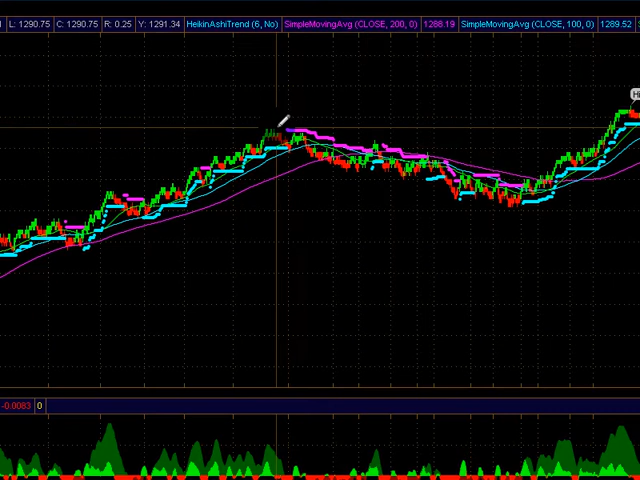 L: 1290.75 C: 1290.75 R: 0.25 Y: 1291.34 HeikinAshiTrend (6, No) SimpleMovingAvg (CLOSE, 200, 0) 1288.19 SimpleMovingAvg (CLOSE, 100, 0) 1289.52
Hi
-0.0083 0